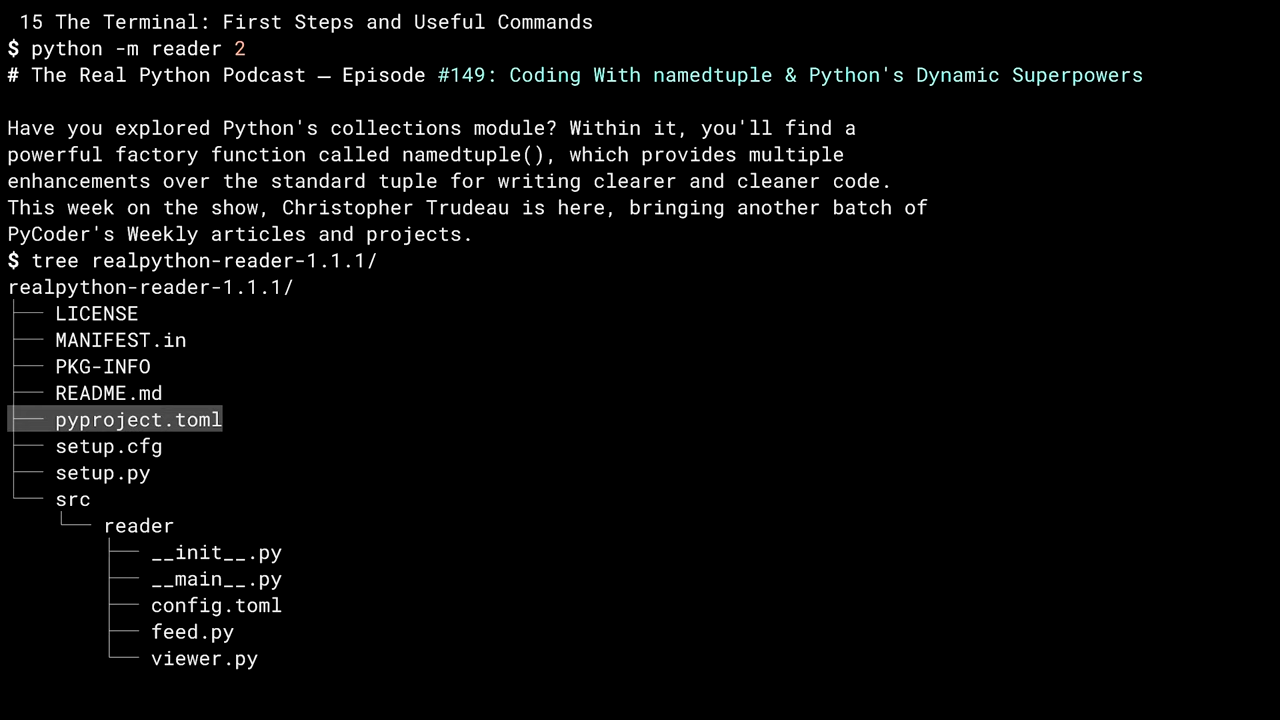 15 The Terminal: First Steps and Useful Commands
$ python -m reader 2
# The Real Python Podcast — Episode #149: Coding With namedtuple & Python's Dynamic Superpowers
Have you explored Python's collections module? Within it, you'll find a
powerful factory function called namedtuple(), which provides multiple
enhancements over the standard tuple for writing clearer and cleaner code.
This week on the show, Christopher Trudeau is here, bringing another batch of
PyCoder's Weekly articles and projects.
$ tree realpython-reader-1.1.1/
realpython-reader-1.1.1/
├── LICENSE
├── MANIFEST.in
├── PKG-INFO
├── README.md
├── pyproject.toml
├── setup.cfg
├── setup.py
└── src
    └── reader
        ├── __init__.py
        ├── __main__.py
        ├── config.toml
        ├── feed.py
        └── viewer.py